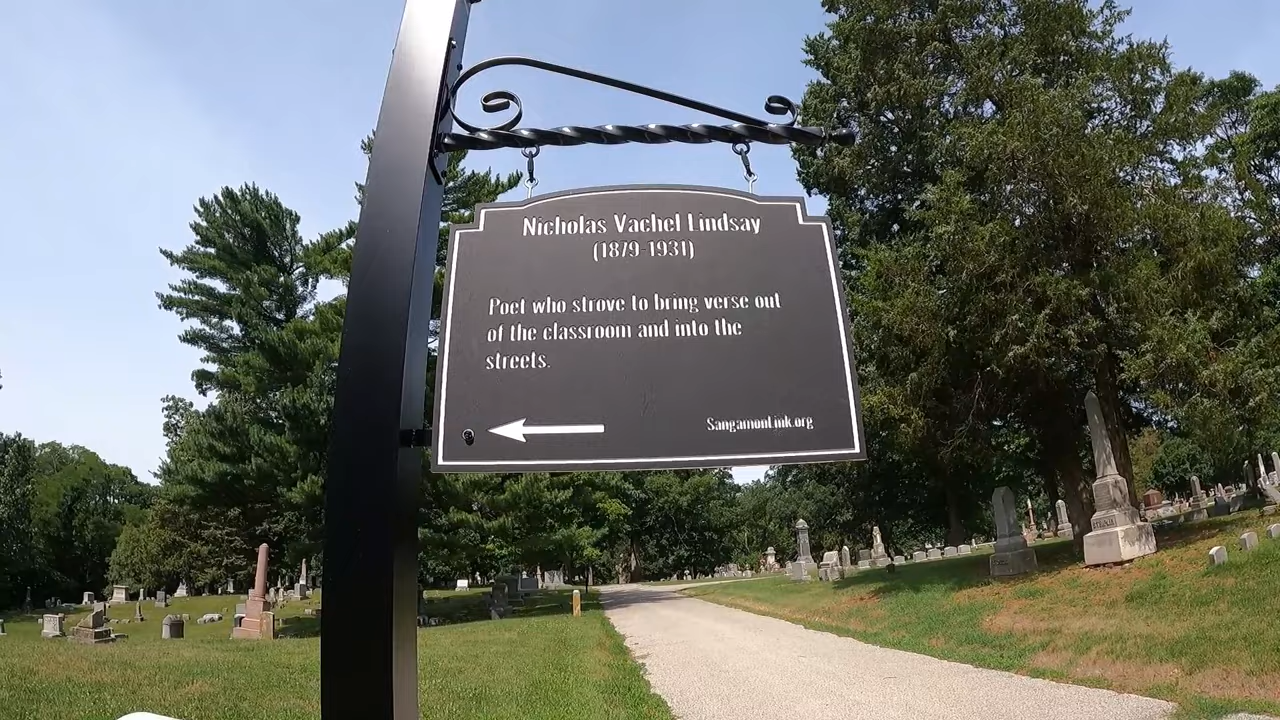 Nicholas Vachel Lindsay
(1879-1931)
Poet who strove to bring verse out
of the classroom and into the
streets.
SangamonLink.org